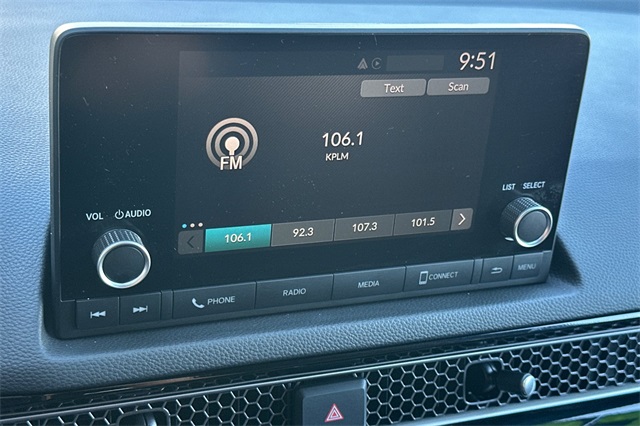 9:51
Text Scan
106.1
KPLM
FM
LIST SELECT
VOL AUDIO
106.1 92.3 107.3 101.5
PHONE RADIO MEDIA CONNECT MENU